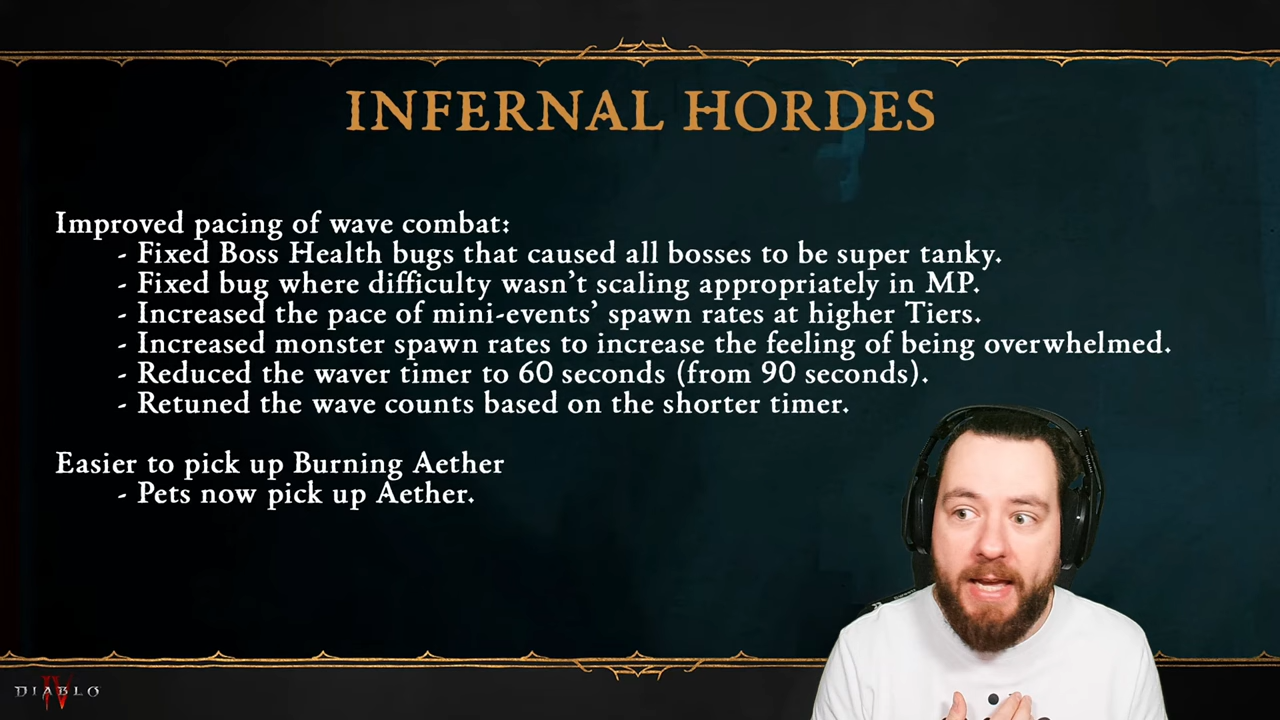 INFERNAL HORDES
Improved pacing of wave combat:
- Fixed Boss Health bugs that caused all bosses to be super tanky.
- Fixed bug where difficulty wasn't scaling appropriately in MP.
- Increased the pace of mini-events' spawn rates at higher Tiers.
- Increased monster spawn rates to increase the feeling of being overwhelmed.
- Reduced the waver timer to 60 seconds (from 90 seconds).
- Retuned the wave counts based on the shorter timer.
Easier to pick up Burning Aether
- Pets now pick up Aether.
DIABLO IV